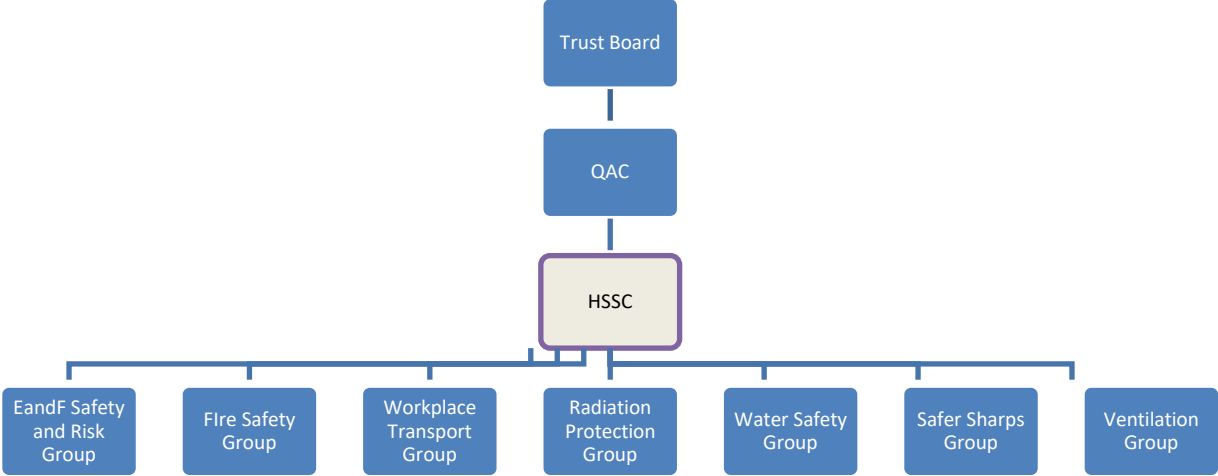 Trust Board
QAC
HSSC
EandF Safety
and Risk
Group
FIre Safety
Group
Workplace
Transport
Group
Radiation
Protection
Group
Water Safety
Group
Safer Sharps
Group
Ventilation
Group